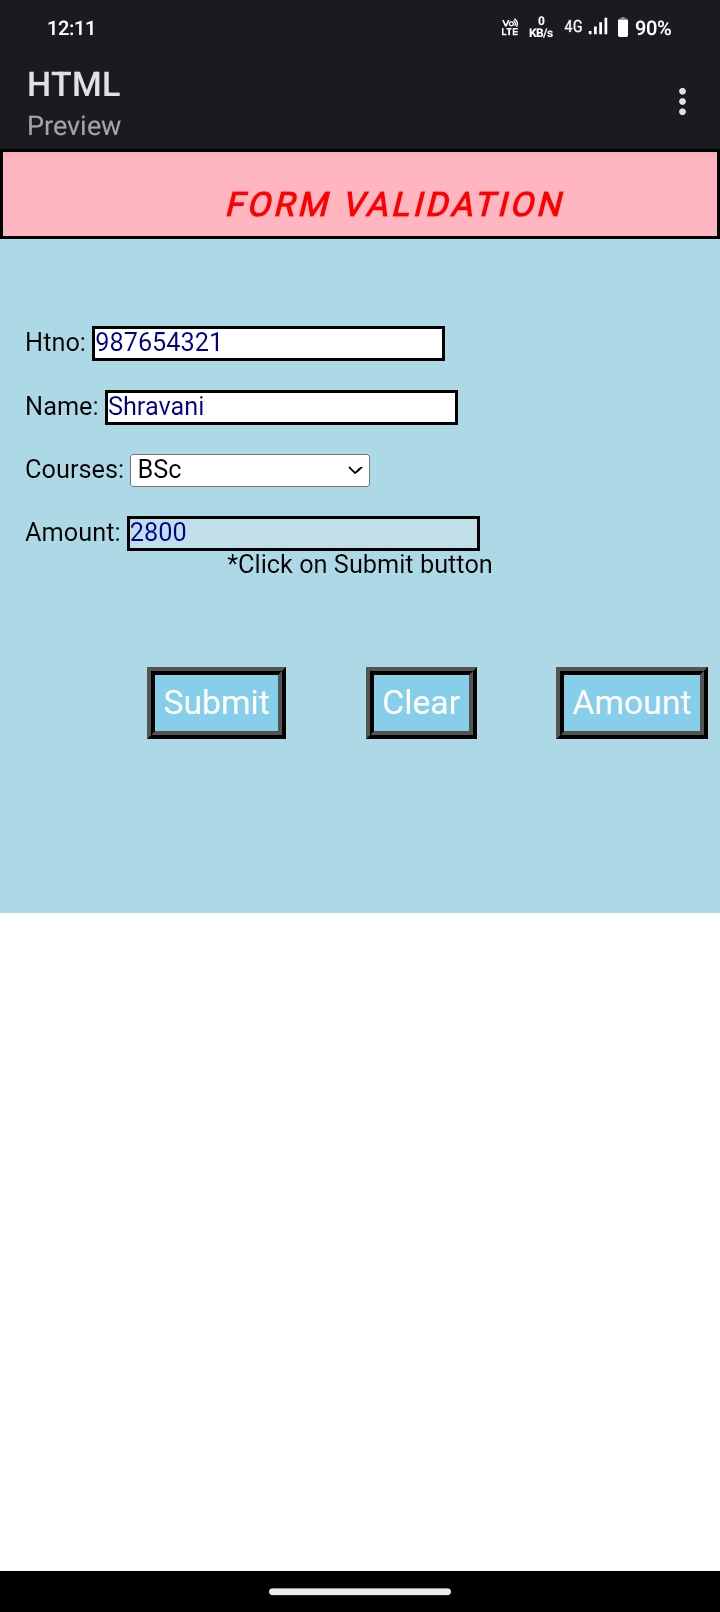 12:11 Vo) LTE 0 KB/s 4G 90%
HTML
Preview
FORM VALIDATION
Htno: 987654321
Name: Shravani
Courses: BSc
Amount: 2800
*Click on Submit button
Submit Clear Amount